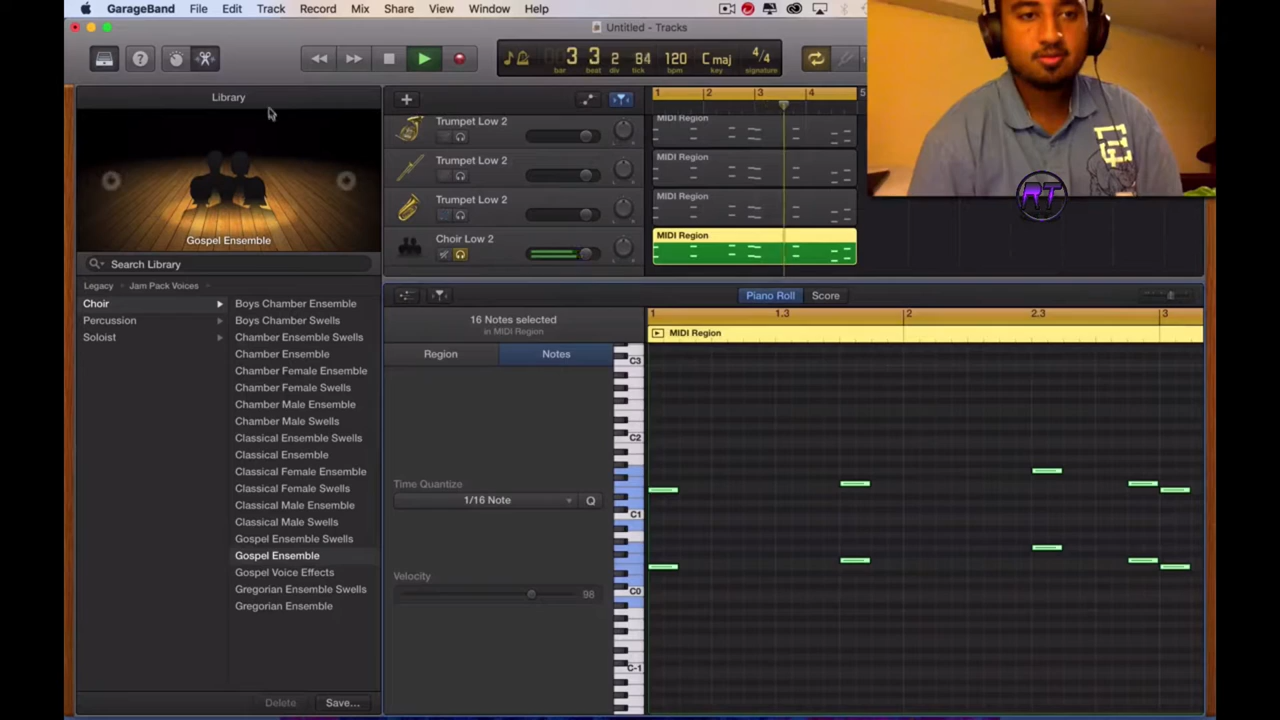 GarageBand File Edit Track Record Mix Share View Window Help
Untitled - Tracks
3 3 2 84 120 C maj 4/4
bar beat div tick bpm key signature
Library
1 2 3 4 5
Trumpet Low 2
MIDI Region
Trumpet Low 2
MIDI Region
Trumpet Low 2
MIDI Region
Choir Low 2
MIDI Region
RT
Gospel Ensemble
Search Library
Legacy Jam Pack Voices
Choir
Percussion
Soloist
Boys Chamber Ensemble
Boys Chamber Swells
Chamber Ensemble Swells
Chamber Ensemble
Chamber Female Ensemble
Chamber Female Swells
Chamber Male Ensemble
Chamber Male Swells
Classical Ensemble Swells
Classical Ensemble
Classical Female Ensemble
Classical Female Swells
Classical Male Ensemble
Classical Male Swells
Gospel Ensemble Swells
Gospel Ensemble
Gospel Voice Effects
Gregorian Ensemble Swells
Gregorian Ensemble
Delete Save...
Piano Roll Score
16 Notes selected
in MIDI Region
Region Notes
Time Quantize
1/16 Note Q
Velocity
98
1 1.3 2 2.3 3
MIDI Region
C3
C2
C1
C0
C-1